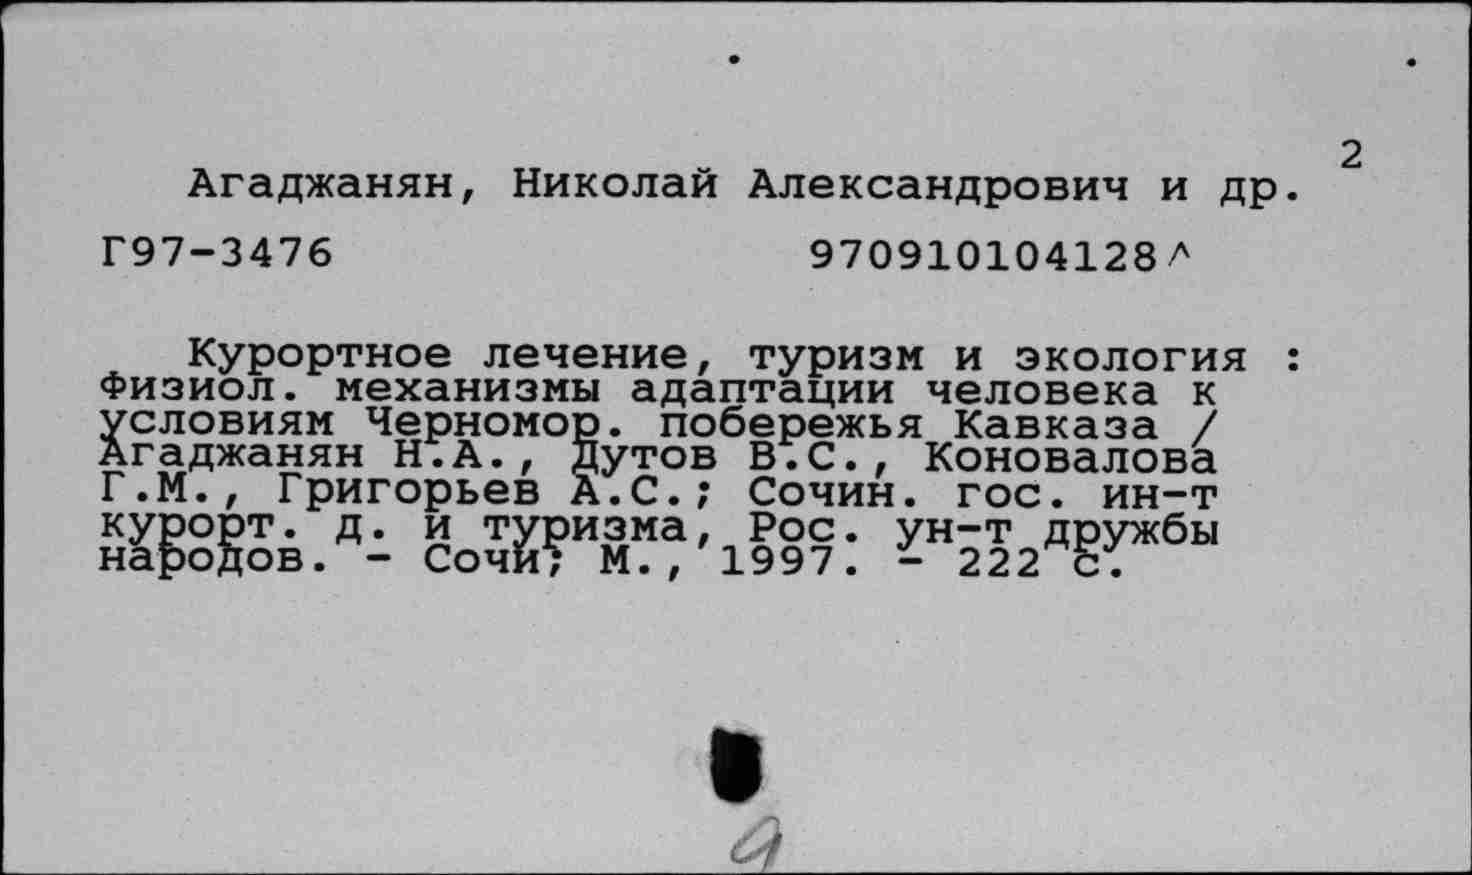 2
Агаджанян, Николай Александрович и др.
Г97-3476 970910104128^
Курортное лечение, туризм и экология :
Физиол. механизмы адаптации человека к
условиям Черномор. побережья Кавказа /
Агаджанян Н.А., Дутов В.С., Коновалова
Г.М., Григорьев А.С.; Сочин. гос. ин-т
курорт. д. и туризма, Рос. ун-т дружбы
народов. - Сочи; М., 1997. - 222 с.